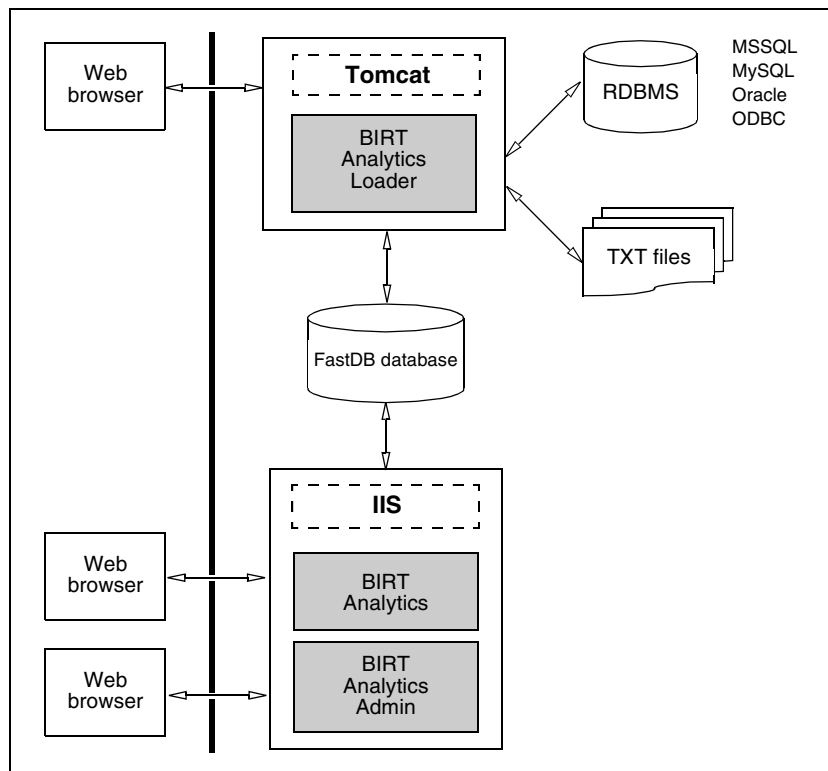 Web
browser
Tomcat
BIRT
Analytics
Loader
RDBMS
MSSQL
MySQL
Oracle
ODBC
TXT files
FastDB database
IIS
Web
browser
BIRT
Analytics
Web
browser
BIRT
Analytics
Admin